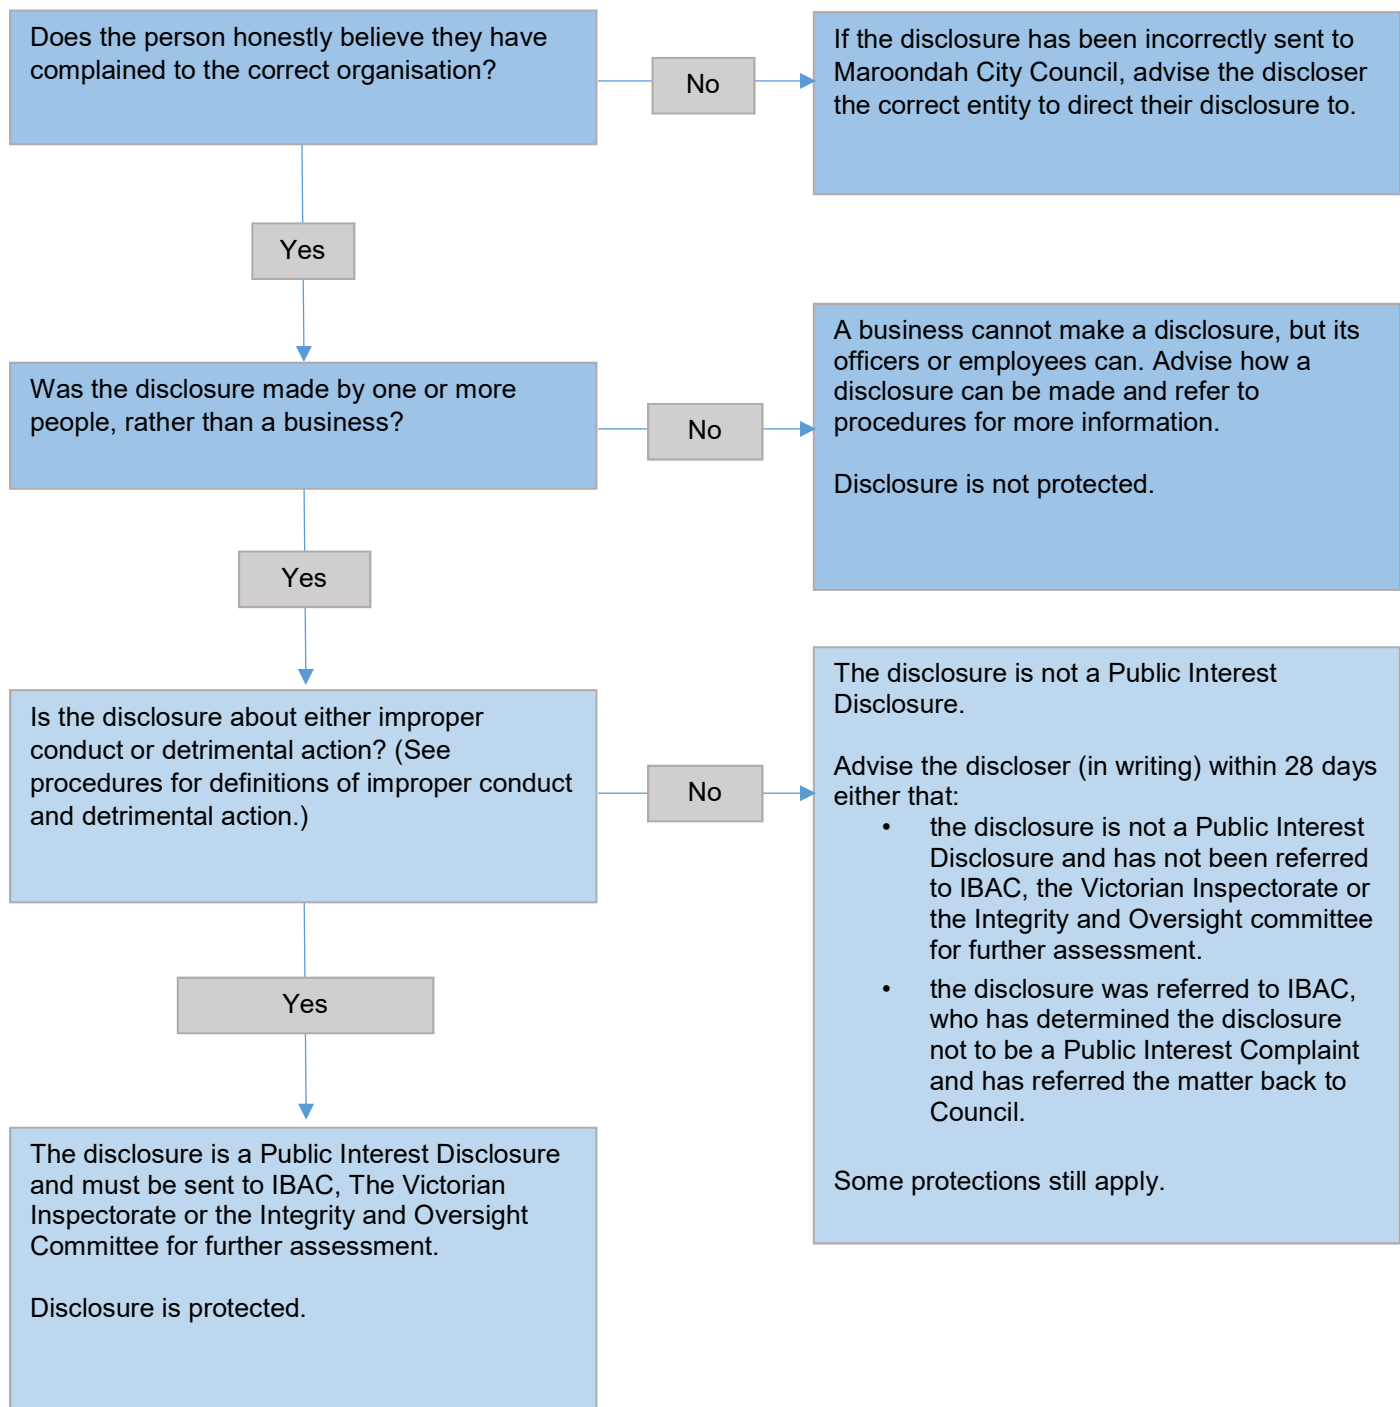 Does the person honestly believe they have
complained to the correct organisation?
No
If the disclosure has been incorrectly sent to
Maroondah City Council, advise the discloser
the correct entity to direct their disclosure to.
Yes
Was the disclosure made by one or more
people, rather than a business?
No
A business cannot make a disclosure, but its
officers or employees can. Advise how a
disclosure can be made and refer to
procedures for more information.
Disclosure is not protected.
Yes
Is the disclosure about either improper
conduct or detrimental action? (See
procedures for definitions of improper conduct
and detrimental action.)
No
The disclosure is not a Public Interest
Disclosure.
Advise the discloser (in writing) within 28 days
either that:
• the disclosure is not a Public Interest
Disclosure and has not been referred
to IBAC, the Victorian Inspectorate or
the Integrity and Oversight committee
for further assessment.
• the disclosure was referred to IBAC,
who has determined the disclosure
not to be a Public Interest Complaint
and has referred the matter back to
Council.
Some protections still apply.
Yes
The disclosure is a Public Interest Disclosure
and must be sent to IBAC, The Victorian
Inspectorate or the Integrity and Oversight
Committee for further assessment.
Disclosure is protected.